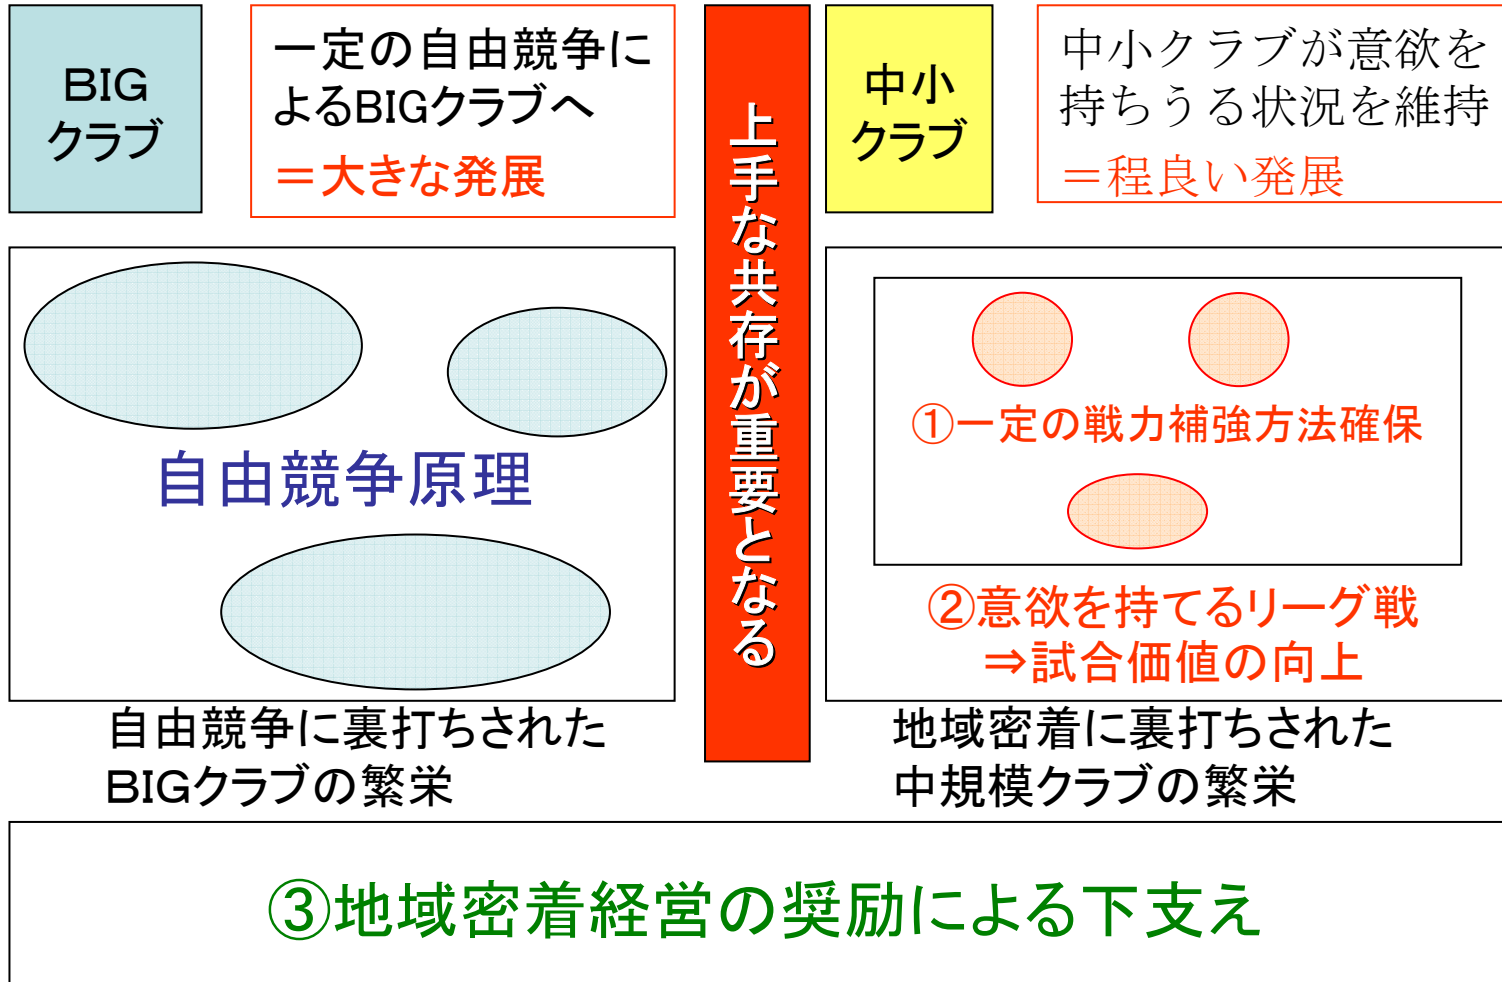 BIG
クラブ
一定の自由競争に
よるBIGクラブへ
＝大きな発展
上手な共存が重要となる
中小
クラブ
中小クラブが意欲を
持ちうる状況を維持
＝程良い発展
自由競争原理
①一定の戦力補強方法確保
②意欲を持てるリーグ戦
⇒試合価値の向上
自由競争に裏打ちされた
BIGクラブの繁栄
地域密着に裏打ちされた
中規模クラブの繁栄
③地域密着経営の奨励による下支え